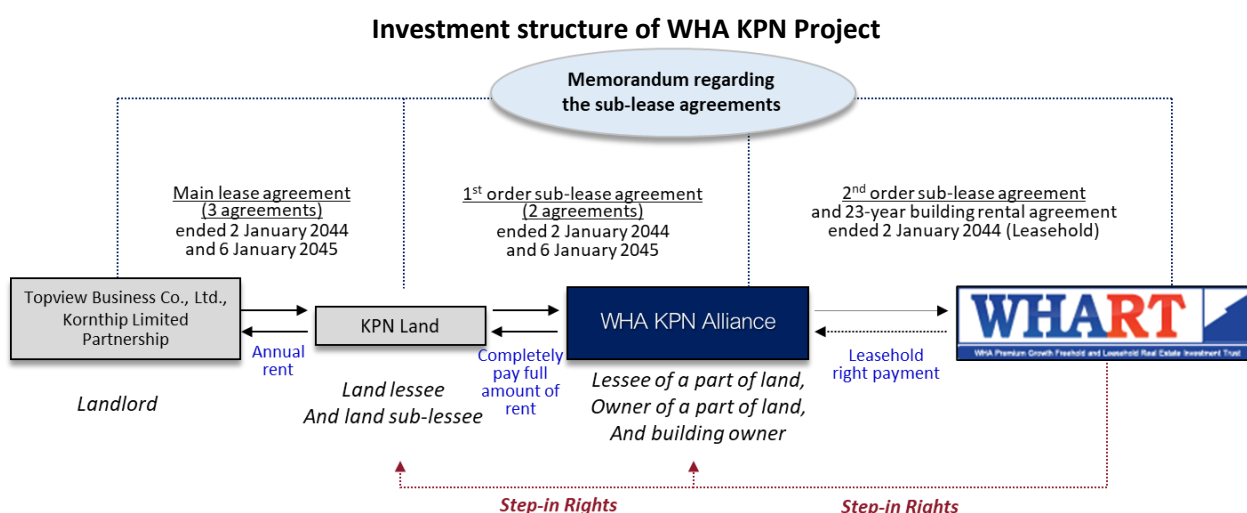 Investment structure of WHA KPN Project
Memorandum regarding
the sub-lease agreements
Main lease agreement
(3 agreements)
ended 2 January 2044
and 6 January 2045
1st order sub-lease agreement
(2 agreements)
ended 2 January 2044
and 6 January 2045
2nd order sub-lease agreement
and 23-year building rental agreement
ended 2 January 2044 (Leasehold)
Topview Business Co., Ltd.,
Kornthip Limited
Partnership
KPN Land
WHA KPN Alliance
WHART
WHA Premium Growth Freehold and Leasehold Real Estate Investment Trust
Annual
rent
Completely
pay full
amount of
rent
Leasehold
right payment
Landlord
Land lessee
And land sub-lessee
Lessee of a part of land,
Owner of a part of land,
And building owner
Step-in Rights
Step-in Rights